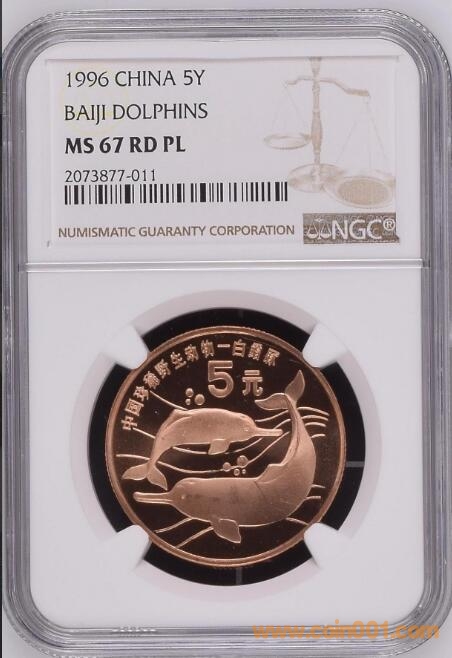 1996 CHINA 5Y
BAIJI DOLPHINS
MS 67 RD PL
2073877-011
NUMISMATIC GUARANTY CORPORATION NGC®
中国珍稀野生动物—白鱀豚
5元
www.coin001.com